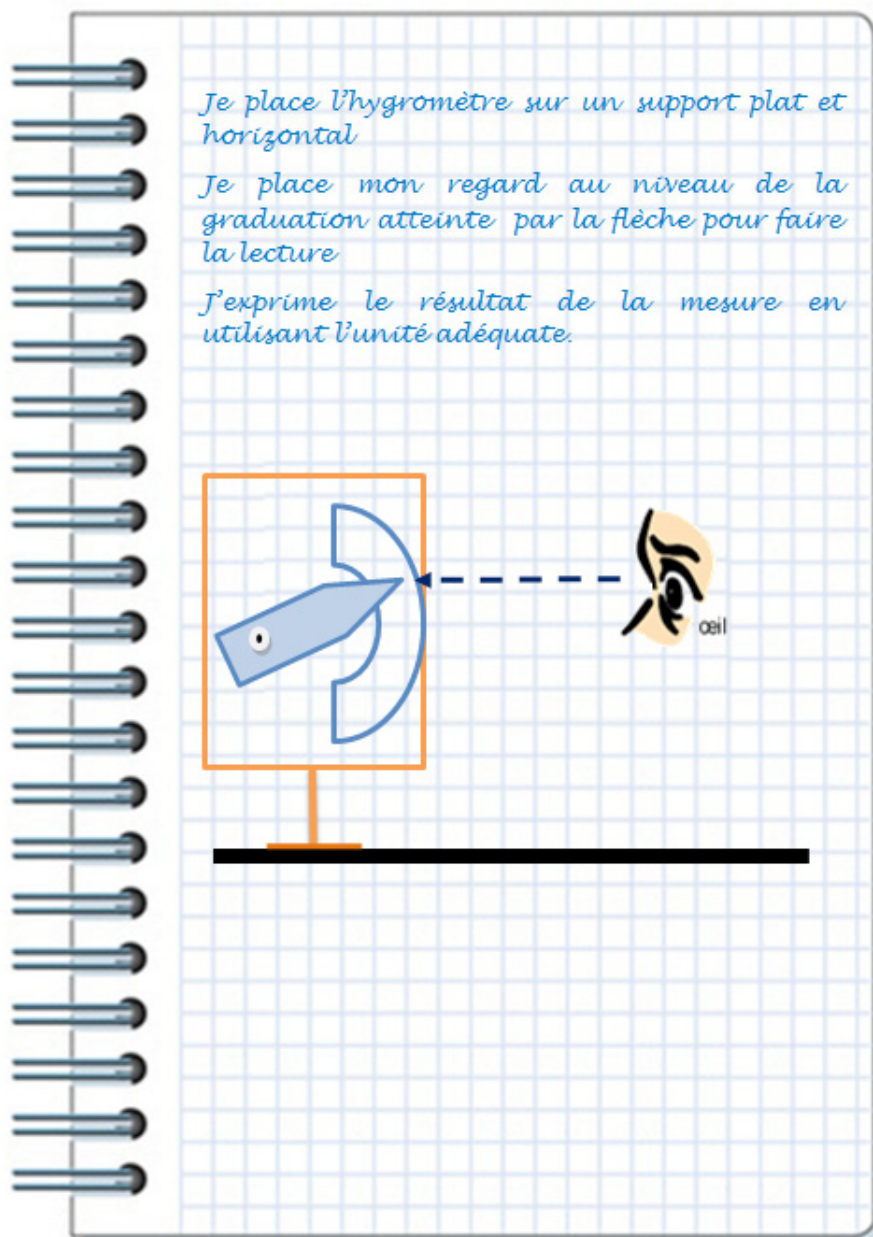 Je place l'hygromètre sur un support plat et
horizontal
Je place mon regard au niveau de la
graduation atteinte par la flèche pour faire
la lecture
J'exprime le résultat de la mesure en
utilisant l'unité adéquate.
œil